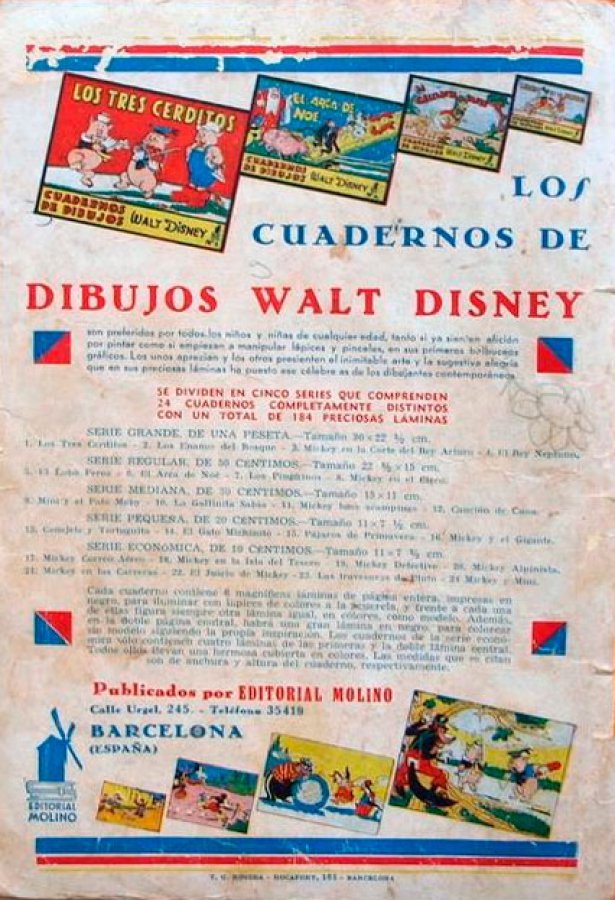 LOS TRES CERDITOS
CUADERNOS
DE DIBUJOS WALT DISNEY
EL ARCA DE
NOE
CUADERNOS
DE DIBUJOS WALT DISNEY
LOS
CUADERNOS DE
DIBUJOS WALT DISNEY
son preferidos por todos los niños y niñas de cualquier edad, tanto si ya sienten afición
por pintar como si empiezan a manipular lápices y pinceles, en sus primeros balbuceos
gráficos. Los unos aprecian y los otros presienten el inimitable arte y la sugestiva alegría
que en sus preciosas láminas ha puesto ese célebre as de los dibujantes contemporáneos
SE DIVIDEN EN CINCO SERIES QUE COMPRENDEN
24 CUADERNOS COMPLETAMENTE DISTINTOS
CON UN TOTAL DE 184 PRECIOSAS LAMINAS
SERIE GRANDE, DE UNA PESETA.—Tamaño 30 × 22 ½ cm.
1. Los Tres Cerditos - 2. Los Enanos del Bosque - 3. Mickey en la Corte del Rey Arturo - 4. El Rey Neptuno.
SERIE REGULAR, DE 50 CENTIMOS.—Tamaño 22 ½ × 15 cm.
5. El Lobo Feroz - 6. El Arca de Noé - 7. Los Pingüinos - 8. Mickey en el Circo.
SERIE MEDIANA, DE 30 CENTIMOS.—Tamaño 15 × 11 cm.
9. Mini y el Pato - 10. La Gallinita Sabia - 11. Mickey - 12. Canción de Cuna.
SERIE PEQUEÑA, DE 20 CENTIMOS.—Tamaño 11 × 7 ½ cm.
13. Conejito y Tortuguita - 14. El Gato - 15. Pájaros de Primavera - 16. Mickey y el Gigante.
SERIE ECONOMICA, DE 10 CENTIMOS.—Tamaño 11 × 7 ½ cm.
17. Mickey Correo Aéreo - 18. Mickey en la Isla del Tesoro - 19. Mickey Detective - 20. Mickey Alpinista.
21. Mickey en las Carreras - 22. El Juicio de Mickey - 23. Las travesuras de Pluto - 24 Mickey y Mini.
Cada cuaderno contiene 6 magníficas láminas de página entera, impresas en
negro, para iluminar con lápices de colores a la acuarela, y frente a cada una
de ellas figura siempre otra lámina igual, en colores, como modelo. Además,
en la doble página central, habrá una gran lámina en negro, para colorear
sin modelo siguiendo la propia inspiración. Los cuadernos de la serie econó-
mica sólo contienen cuatro láminas de las primeras y la doble lámina central.
Todos ellos llevan una hermosa cubierta en colores. Las medidas que se citan
son de anchura y altura del cuaderno, respectivamente.
Publicados por EDITORIAL MOLINO
Calle Urgel, 245. - Teléfono 35419
BARCELONA
(ESPAÑA)
EDITORIAL
MOLINO
ROCAFORT, - BARCELONA